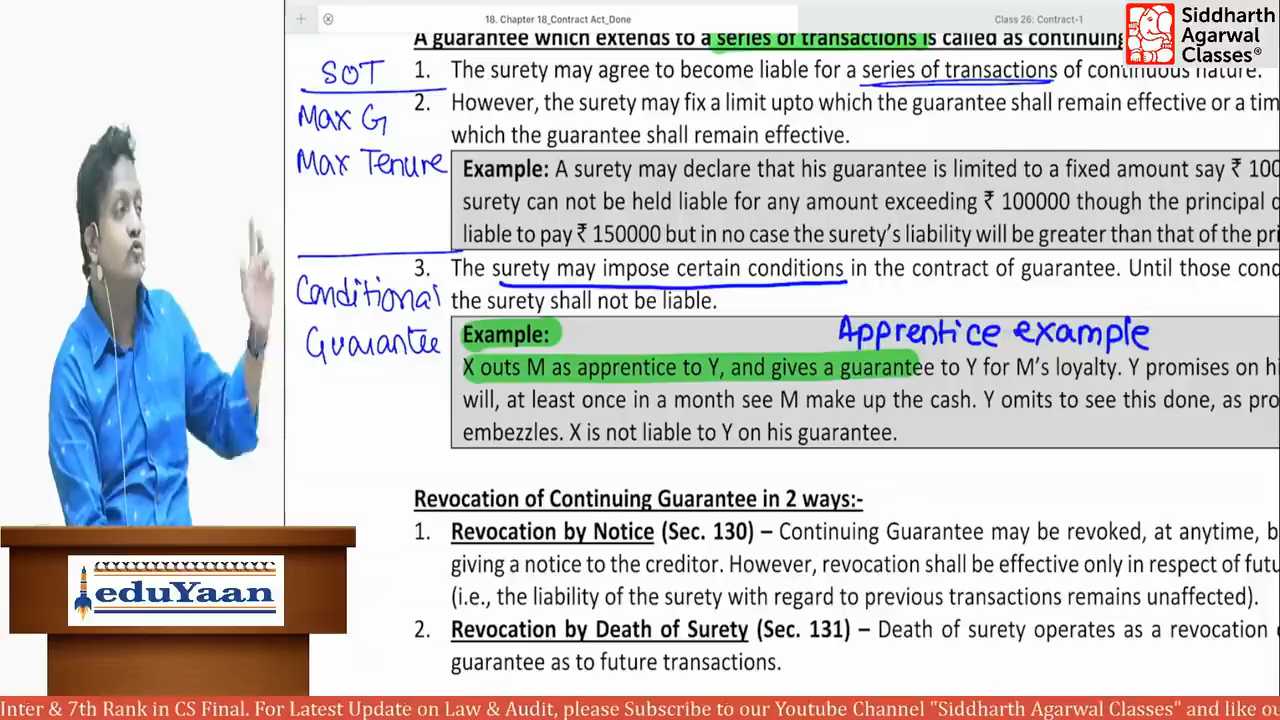 18. Chapter 18_Contract Act_Done
Class 26: Contract-1
Siddharth
Agarwal
Classes®
A guarantee which extends to a series of transactions is called as continuing
SOT
1. The surety may agree to become liable for a series of transactions of continuous nature.
Max G
2. However, the surety may fix a limit upto which the guarantee shall remain effective or a tim
which the guarantee shall remain effective.
Max Tenure
Example: A surety may declare that his guarantee is limited to a fixed amount say ₹ 100
surety can not be held liable for any amount exceeding ₹ 100000 though the principal d
liable to pay ₹ 150000 but in no case the surety's liability will be greater than that of the pri
3. The surety may impose certain conditions in the contract of guarantee. Until those cond
the surety shall not be liable.
Conditional
Guarantee
Example:
Apprentice example
X outs M as apprentice to Y, and gives a guarantee to Y for M's loyalty. Y promises on h
will, at least once in a month see M make up the cash. Y omits to see this done, as pro
embezzles. X is not liable to Y on his guarantee.
Revocation of Continuing Guarantee in 2 ways:-
1. Revocation by Notice (Sec. 130) – Continuing Guarantee may be revoked, at anytime, b
giving a notice to the creditor. However, revocation shall be effective only in respect of futu
(i.e., the liability of the surety with regard to previous transactions remains unaffected).
2. Revocation by Death of Surety (Sec. 131) – Death of surety operates as a revocation
guarantee as to future transactions.
eduYaan
Inter & 7th Rank in CS Final. For Latest Update on Law & Audit, please Subscribe to our Youtube Channel "Siddharth Agarwal Classes" and like ou